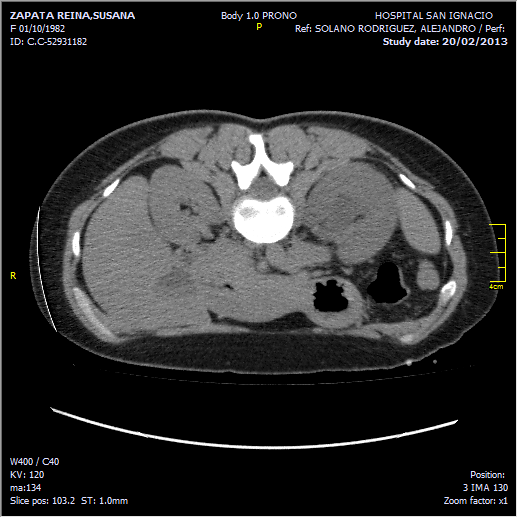 ZAPATA REINA,SUSANA
F 01/10/1982
ID: C.C-52931182
Body 1.0 PRONO
P
HOSPITAL SAN IGNACIO
Ref: SOLANO RODRIGUEZ, ALEJANDRO / Perf:
Study date: 20/02/2013
R
4cm
W400 / C40
KV: 120
ma:134
Slice pos: 103.2 ST: 1.0mm
Position:
3 IMA 130
Zoom factor: x1